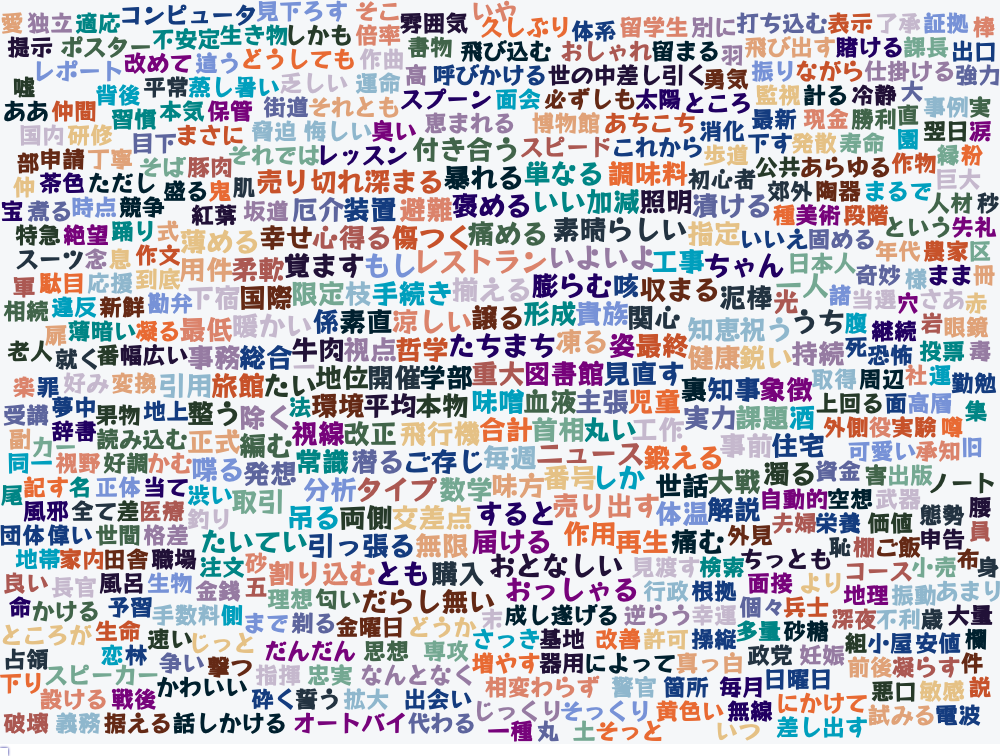 愛 独立 適応 コンピュータ 見下ろす そこ 雰囲気 いや 久しぶり 体系 留学生 別に 打ち込む 表示 了承 証拠 棒
提示 ポスター 不安定 生き物 しかも 倍率 書物 飛び込む おしゃれ 留まる 羽 飛び出す 賭ける 課長 出口
嘘 レポート 改めて 違う どうしても 作曲 高 呼びかける 世の中 差し引く 勇気 振り ながら 仕掛ける 強力
ああ 仲間 背後 平常 蒸し暑い 乏しい 運命 スプーン 面会 必ずしも 太陽 ところ 監視 計る 冷静 大 事例 実
習慣 本気 保管 街道 それとも 恵まれる 博物館 あちこち 消化 最新 現金 勝利 直 園 翌日 涙
国内 研修 目下 まさに 脅迫 悔しい 臭い 付き合う スピード これから 歩道 下す 発散 寿命 縁 粉
部 申請 丁寧 そば 豚肉 それでは レッスン 売り切れ 深まる 暴れる 単なる 調味料 初心者 公共 あらゆる 作物 巨大
仲 茶色 ただし 盛る 鬼 肌 郊外 陶器 まるで 人材 秒
宝 煮る 時点 競争 紅葉 坂道 厄介 装置 避難 褒める いい加減 照明 漬ける 種 美術 段階 という 失礼
特急 絶望 踊り 式 薄める 幸せ 心得る 傷つく 痛める 素晴らしい 指定 いいえ 固める 年代 農家 区
スーツ 念 息 作文 用件 柔軟 覚ます もし レストラン いよいよ 工事 ちゃん 日本人 奇妙 様 まま 冊
軍 駄目 応援 到底 下宿 国際 限定 枝 手続き 揃える 膨らむ 咳 収まる 泥棒 光 一人 諸 当選 穴 さあ 赤
相続 違反 新鮮 勘弁 扉 薄暗い 凝る 最低 暖かい 係 素直 涼しい 譲る 形成 貴族 関心 知恵 祝う うち 腹 継続 岩 眼鏡
老人 就く 番 幅広い 事務 総合 牛肉 視点 哲学 たちまち 凍る 姿 最終 健康 鋭い 持続 死 恐怖 投票 毒
楽 罪 好み 変換 引用 旅館 たい 地位 開催 学部 重大 図書館 見直す 裏 知事 象徴 取得 周辺 社 運 勤勉
受講 夢中 果物 地上 整う 除く 法 環境 平均 本物 味噌 血液 主張 児童 実力 課題 酒 上回る 面 高層 集
副 力 辞書 読み込む 正式 編む 視線 改正 飛行機 合計 首相 丸い 工作 事前 住宅 外側 役 実験 噂
同一 視野 好調 かむ 喋る 発想 常識 潜る ご存じ 毎週 ニュース 鍛える 可愛い 承知 旧
尾 記す 名 正体 当て 渋い 取引 分析 タイプ 数学 味方 番号 しか 世話 大戦 濁る 資金 害 出版 ノート
風邪 全て 差 医療 釣り 吊る 両側 交差点 すると 売り出す 体温 解説 自動的 空想 武器 態勢 腰
団体 偉い 世間 格差 たいてい 引っ張る 無限 届ける 作用 再生 痛む 外見 夫婦 栄養 価値 申告 員
地帯 家内 田舎 職場 注文 砂 割り込む とも 購入 おとなしい 見渡す 検索 ちっとも 恥 棚 ご飯 コース 小売 布 身
良い 長官 風呂 生物 金銭 五 理想 匂い だらし無い おっしゃる 行政 根拠 面接 より 地理 振動 あまり
命 かける 予習 手数料 側 まで 剃る 金曜日 どうか 末 成し遂げる 逆らう 幸運 個々 兵士 深夜 不利 歳 大量
ところが 生命 速い じっと だんだん 思想 専攻 さっき 基地 改善 許可 操縦 多量 砂糖 組 小屋 安値 欄
占領 恋 林 争い 撃つ 指揮 忠実 なんとなく 増やす 器用 によって 真っ白 政党 妊娠 前後 凝らす 件
下り スピーカー かわいい 砕く 誓う 拡大 出会い 相変わらず 警官 箇所 毎月 日曜日 悪口 敏感 説
設ける 戦後 じっくり そっくり 黄色い 無線 にかけて 試みる 電波
破壊 義務 据える 話しかける オートバイ 代わる 一種 丸 土 そっと いつ 差し出す